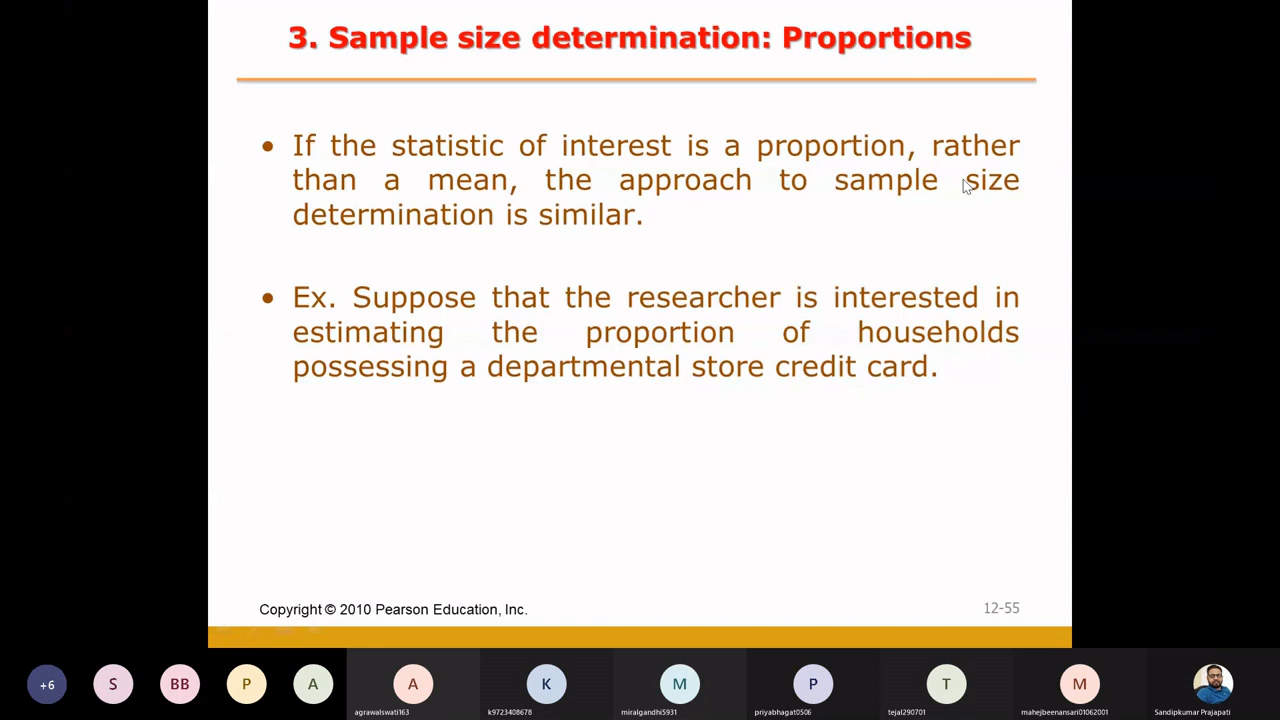 3. Sample size determination: Proportions
• If the statistic of interest is a proportion, rather
than a mean, the approach to sample size
determination is similar.
• Ex. Suppose that the researcher is interested in
estimating the proportion of households
possessing a departmental store credit card.
Copyright © 2010 Pearson Education, Inc.
12-55
+6 S BB P A A K M P T M
agrawalswati163 k9723408678 miralgandhi5931 priyabhagat0506 tejal290701 mahejbeenansari01062001 Sandipkumar Prajapati